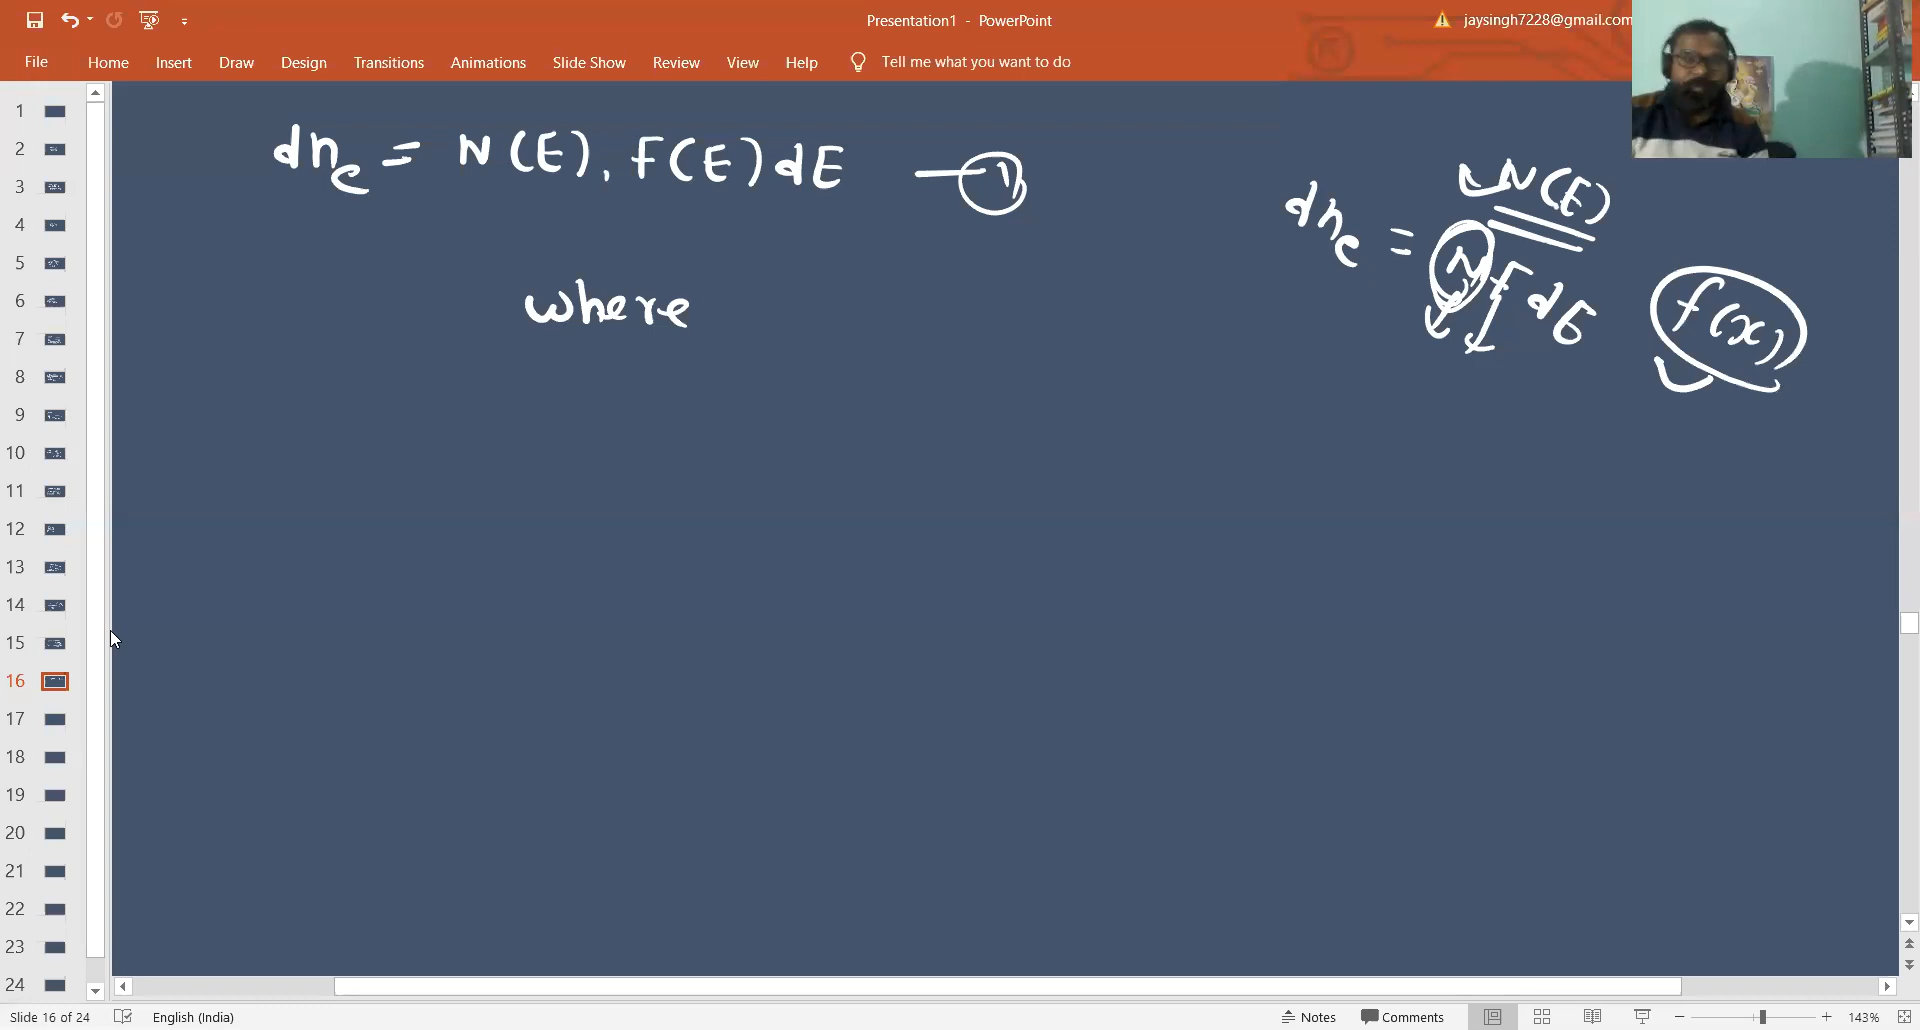 Presentation1 - PowerPoint
jaysingh7228@gmail.com
File Home Insert Draw Design Transitions Animations Slide Show Review View Help Tell me what you want to do
dn_e = N(E). F(E) dE — 1
N(E)
dn_e = N F dE
f(x)
where
1
2
3
4
5
6
7
8
9
10
11
12
13
14
15
16
17
18
19
20
21
22
23
24
Slide 16 of 24 English (India) Notes Comments 143%